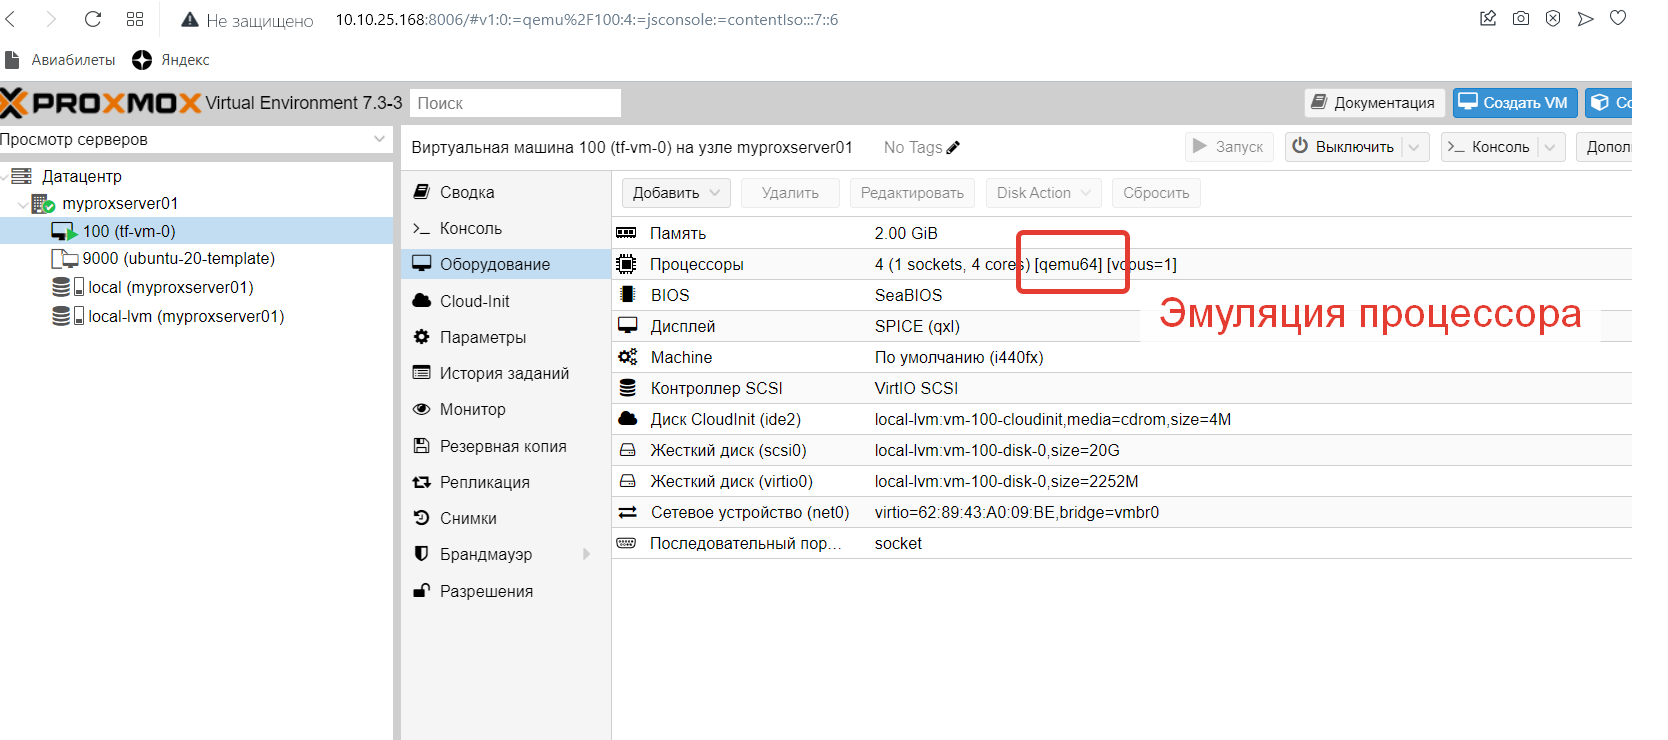 Не защищено 10.10.25.168:8006/#v1:0:=qemu%2F100:4:=jsconsole:=contentIso:::7::6
Авиабилеты Яндекс
PROXMOX Virtual Environment 7.3-3 Поиск Документация Создать VM Со
Просмотр серверов
Виртуальная машина 100 (tf-vm-0) на узле myproxserver01 No Tags Запуск Выключить >_ Консоль Допол
Датацентр
myproxserver01
100 (tf-vm-0)
9000 (ubuntu-20-template)
local (myproxserver01)
local-lvm (myproxserver01)
Сводка
>_ Консоль
Оборудование
Cloud-Init
Параметры
История заданий
Монитор
Резервная копия
Репликация
Снимки
Брандмауэр
Разрешения
Добавить Удалить Редактировать Disk Action Сбросить
Память 2.00 GiB
Процессоры 4 (1 sockets, 4 cores) [qemu64] [vcpus=1]
BIOS SeaBIOS
Дисплей SPICE (qxl)
Machine По умолчанию (i440fx)
Контроллер SCSI VirtIO SCSI
Диск CloudInit (ide2) local-lvm:vm-100-cloudinit,media=cdrom,size=4M
Жесткий диск (scsi0) local-lvm:vm-100-disk-0,size=20G
Жесткий диск (virtio0) local-lvm:vm-100-disk-0,size=2252M
Сетевое устройство (net0) virtio=62:89:43:A0:09:BE,bridge=vmbr0
Последовательный пор... socket
Эмуляция процессора